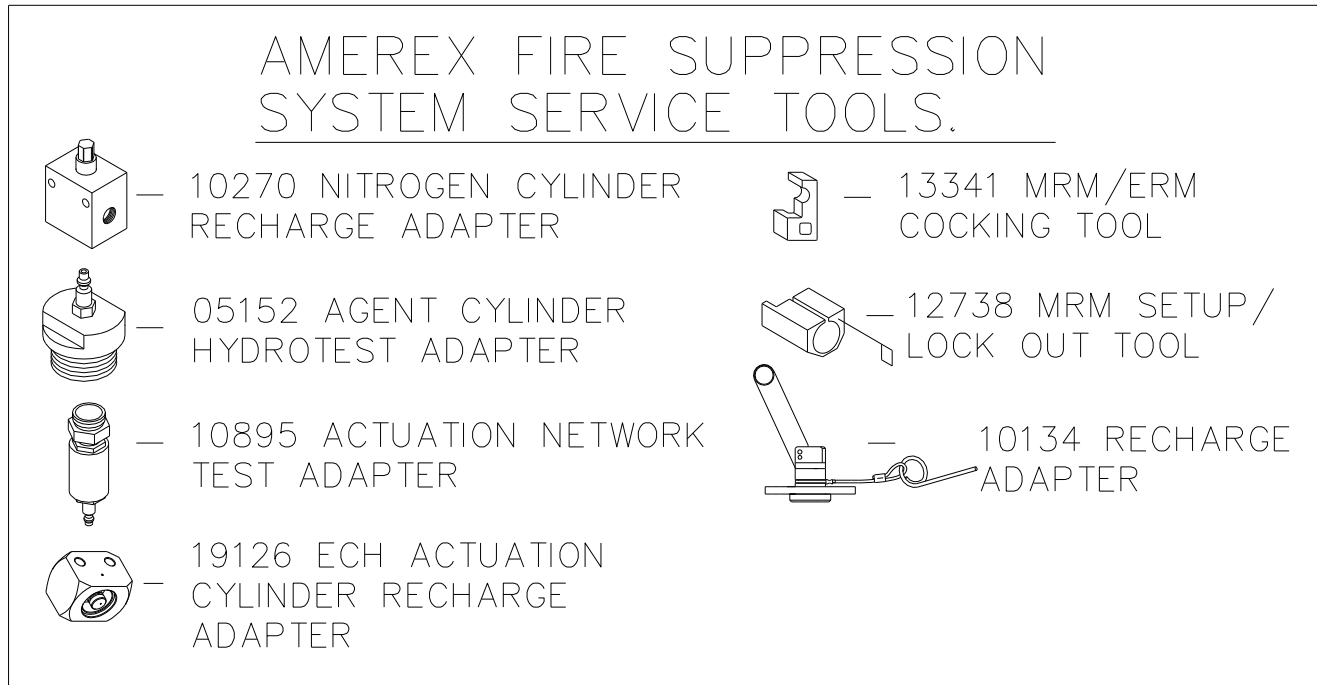 AMEREX FIRE SUPPRESSION
SYSTEM SERVICE TOOLS.
10270 NITROGEN CYLINDER
RECHARGE ADAPTER
05152 AGENT CYLINDER
HYDROTEST ADAPTER
10895 ACTUATION NETWORK
TEST ADAPTER
19126 ECH ACTUATION
CYLINDER RECHARGE
ADAPTER
13341 MRM/ERM
COCKING TOOL
12738 MRM SETUP/
LOCK OUT TOOL
10134 RECHARGE
ADAPTER